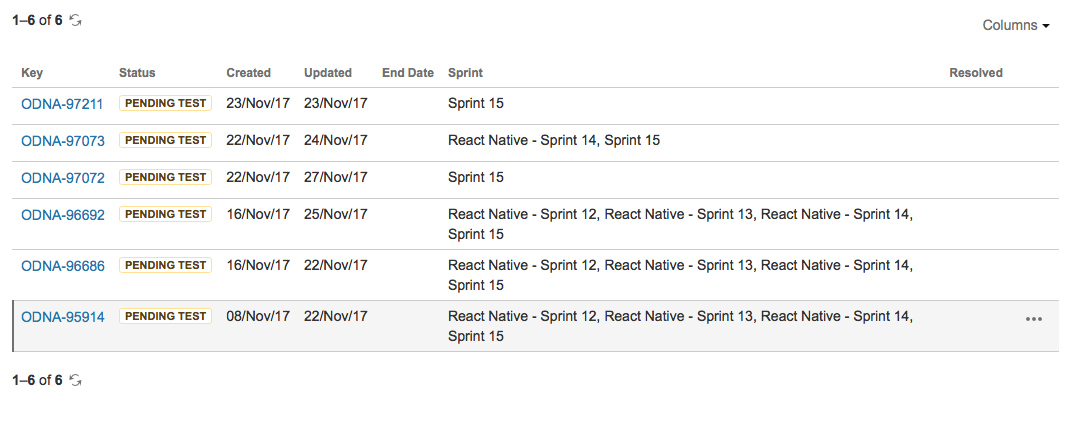 1–6 of 6
Columns
Key Status Created Updated End Date Sprint Resolved
ODNA-97211 PENDING TEST 23/Nov/17 23/Nov/17 Sprint 15
ODNA-97073 PENDING TEST 22/Nov/17 24/Nov/17 React Native - Sprint 14, Sprint 15
ODNA-97072 PENDING TEST 22/Nov/17 27/Nov/17 Sprint 15
ODNA-96692 PENDING TEST 16/Nov/17 25/Nov/17 React Native - Sprint 12, React Native - Sprint 13, React Native - Sprint 14,
Sprint 15
ODNA-96686 PENDING TEST 16/Nov/17 22/Nov/17 React Native - Sprint 12, React Native - Sprint 13, React Native - Sprint 14,
Sprint 15
ODNA-95914 PENDING TEST 08/Nov/17 22/Nov/17 React Native - Sprint 12, React Native - Sprint 13, React Native - Sprint 14,
Sprint 15
1–6 of 6